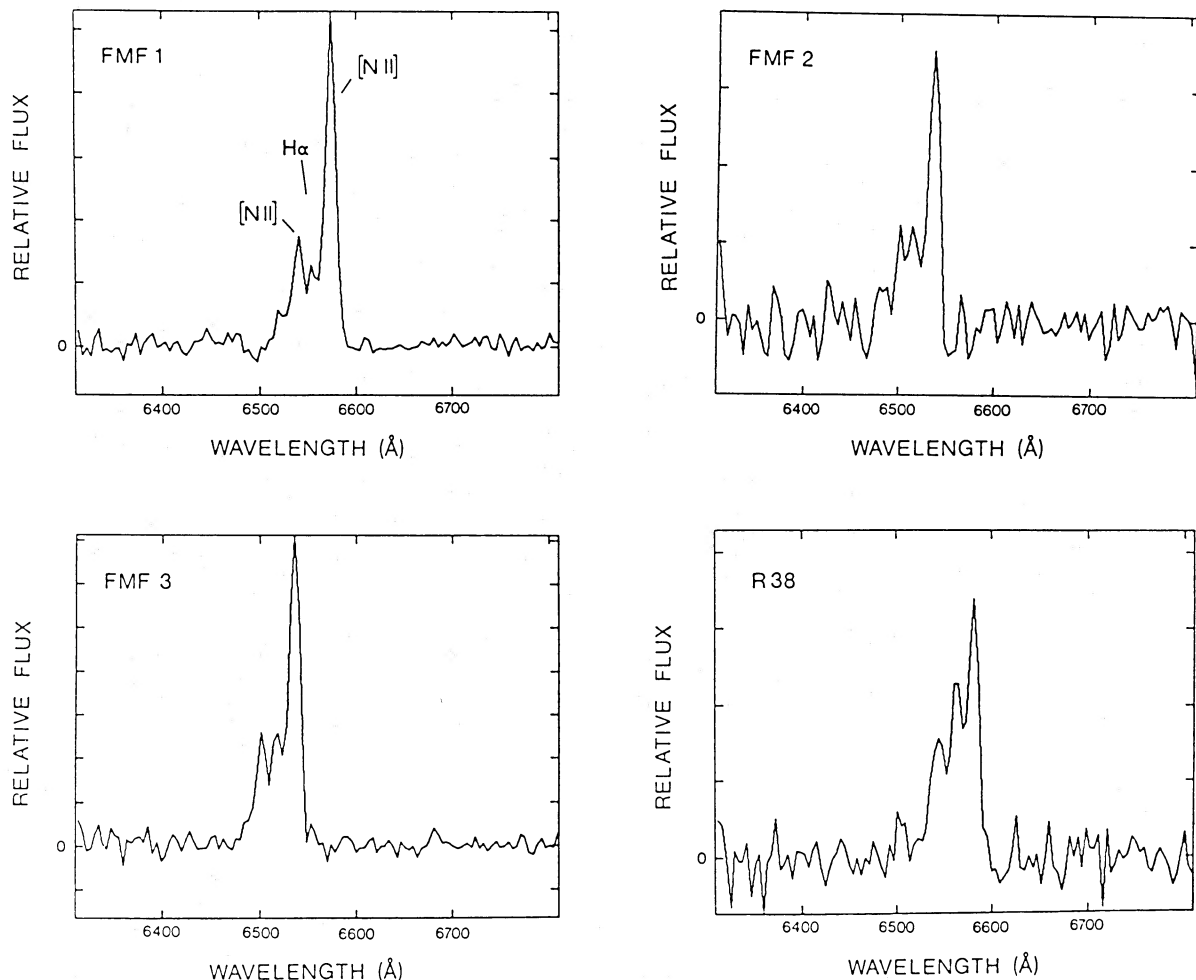 FMF 1
[N II]
Hα
[N II]
RELATIVE FLUX
0
6400 6500 6600 6700
WAVELENGTH (Å)
FMF 2
RELATIVE FLUX
0
6400 6500 6600 6700
WAVELENGTH (Å)
FMF 3
RELATIVE FLUX
0
6400 6500 6600 6700
WAVELENGTH (Å)
R 38
RELATIVE FLUX
0
6400 6500 6600 6700
WAVELENGTH (Å)